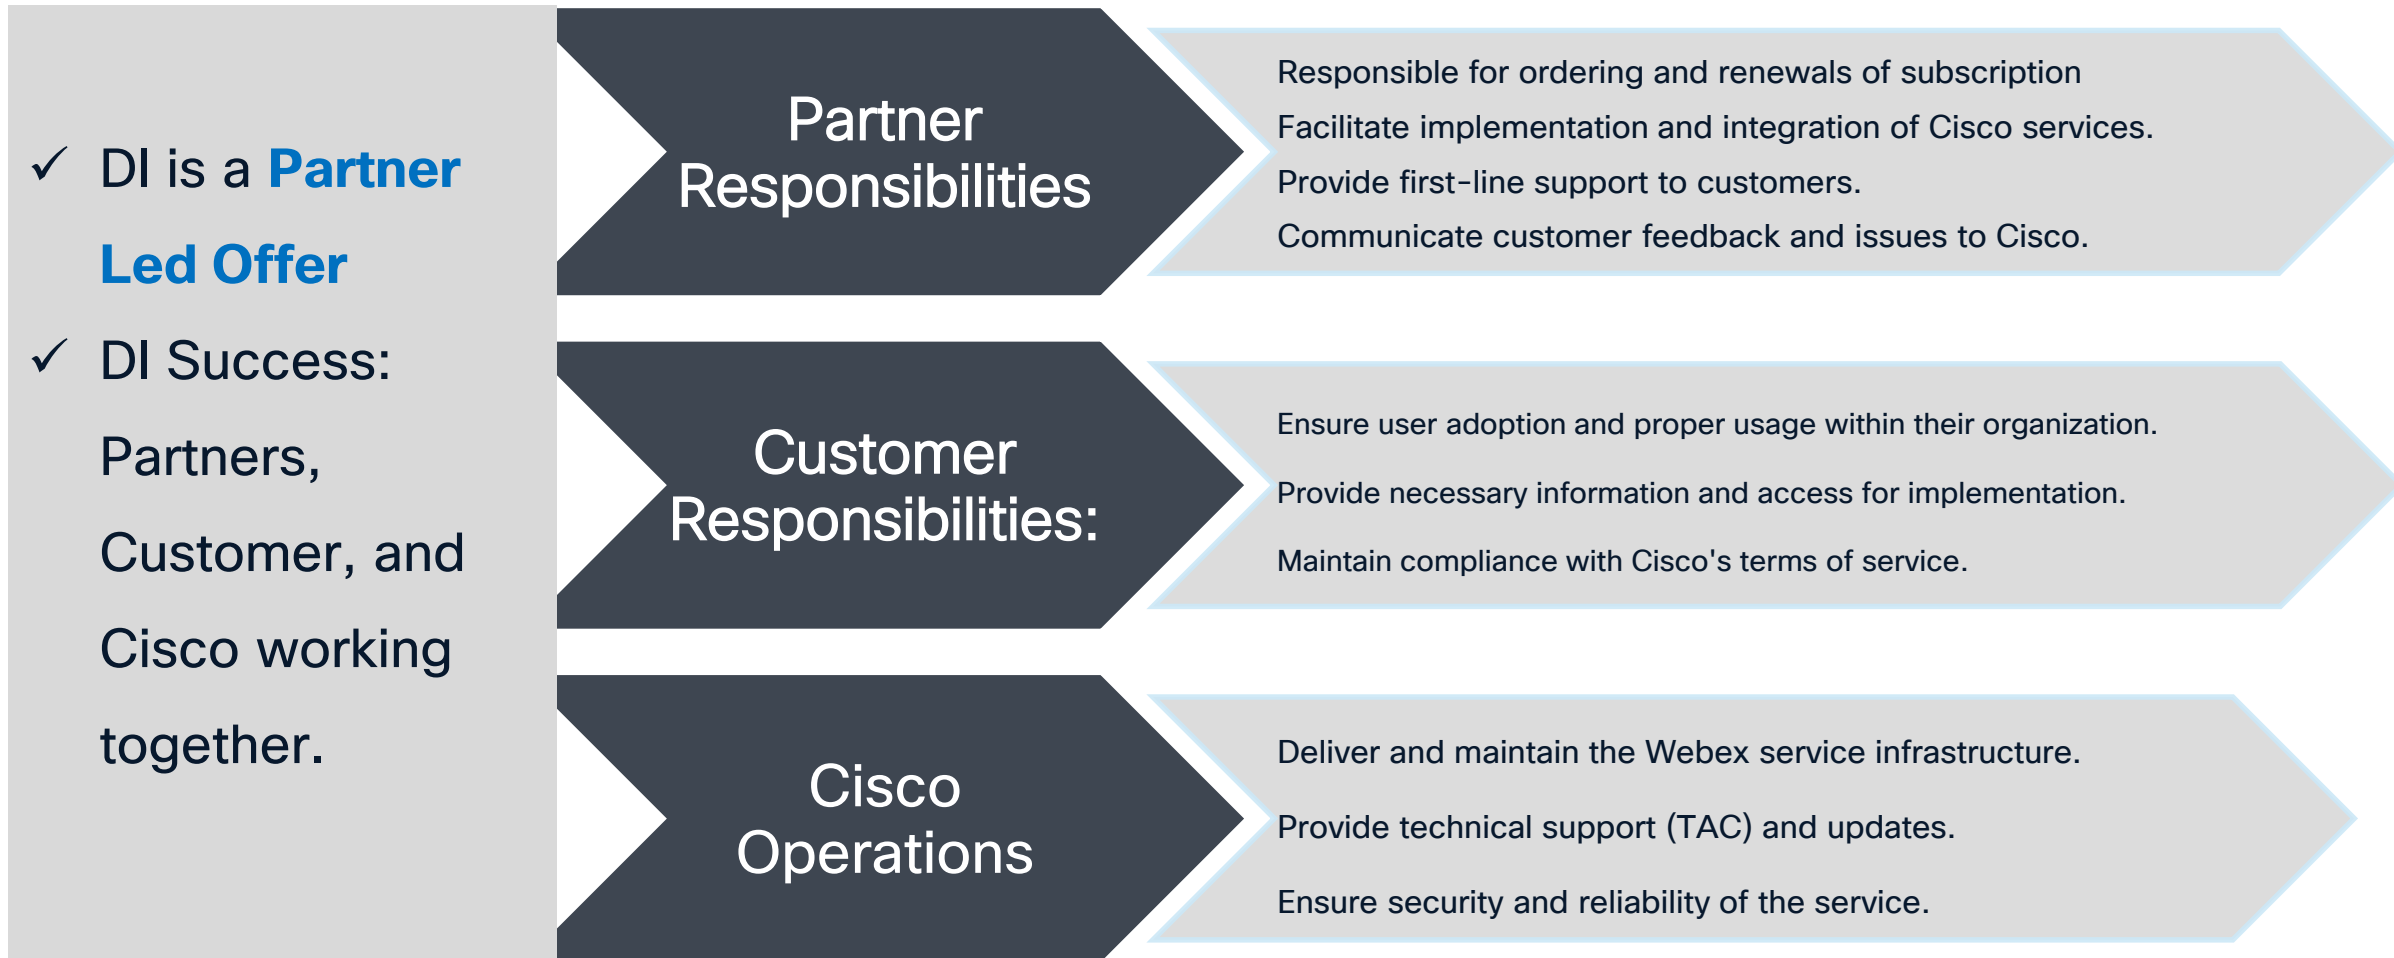 ✓ DI is a Partner
Led Offer
✓ DI Success:
Partners,
Customer, and
Cisco working
together.
Partner
Responsibilities
Responsible for ordering and renewals of subscription
Facilitate implementation and integration of Cisco services.
Provide first-line support to customers.
Communicate customer feedback and issues to Cisco.
Customer
Responsibilities:
Ensure user adoption and proper usage within their organization.
Provide necessary information and access for implementation.
Maintain compliance with Cisco's terms of service.
Cisco
Operations
Deliver and maintain the Webex service infrastructure.
Provide technical support (TAC) and updates.
Ensure security and reliability of the service.